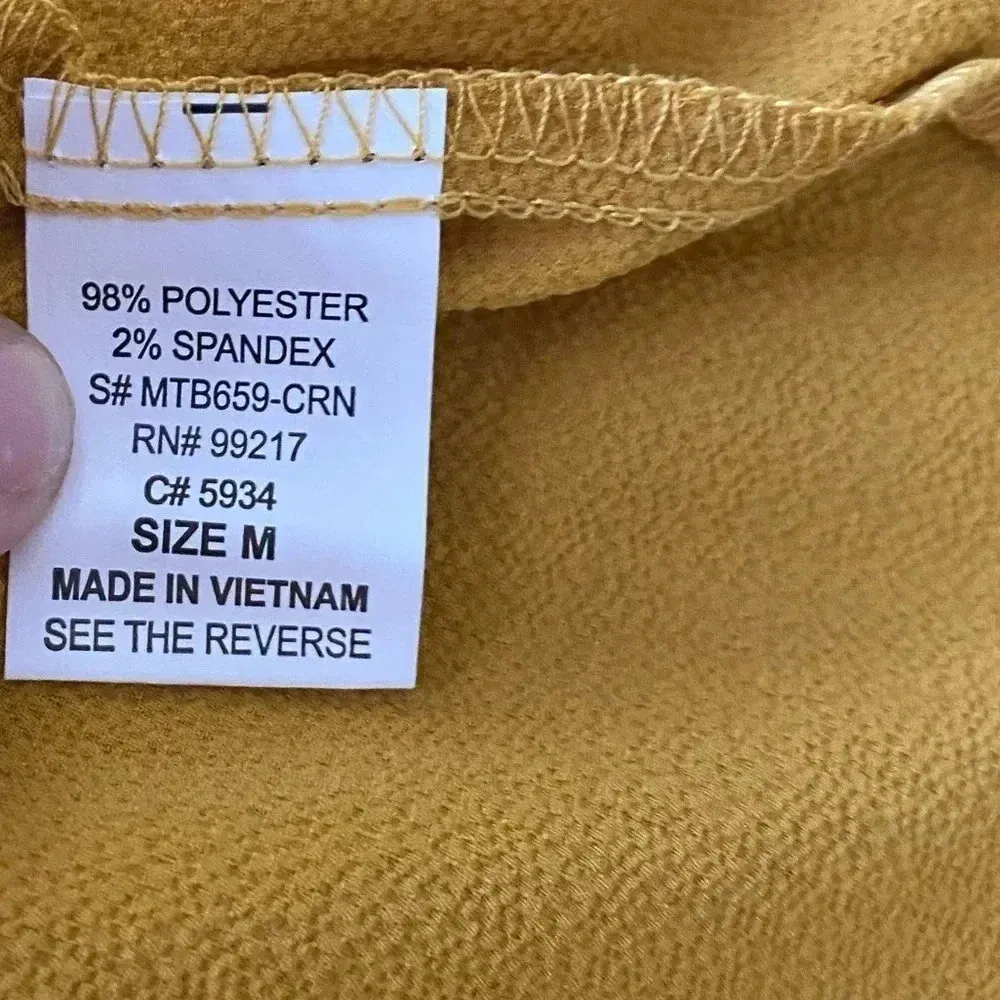 98% POLYESTER
2% SPANDEX
S# MTB659-CRN
RN# 99217
C# 5934
SIZE M
MADE IN VIETNAM
SEE THE REVERSE